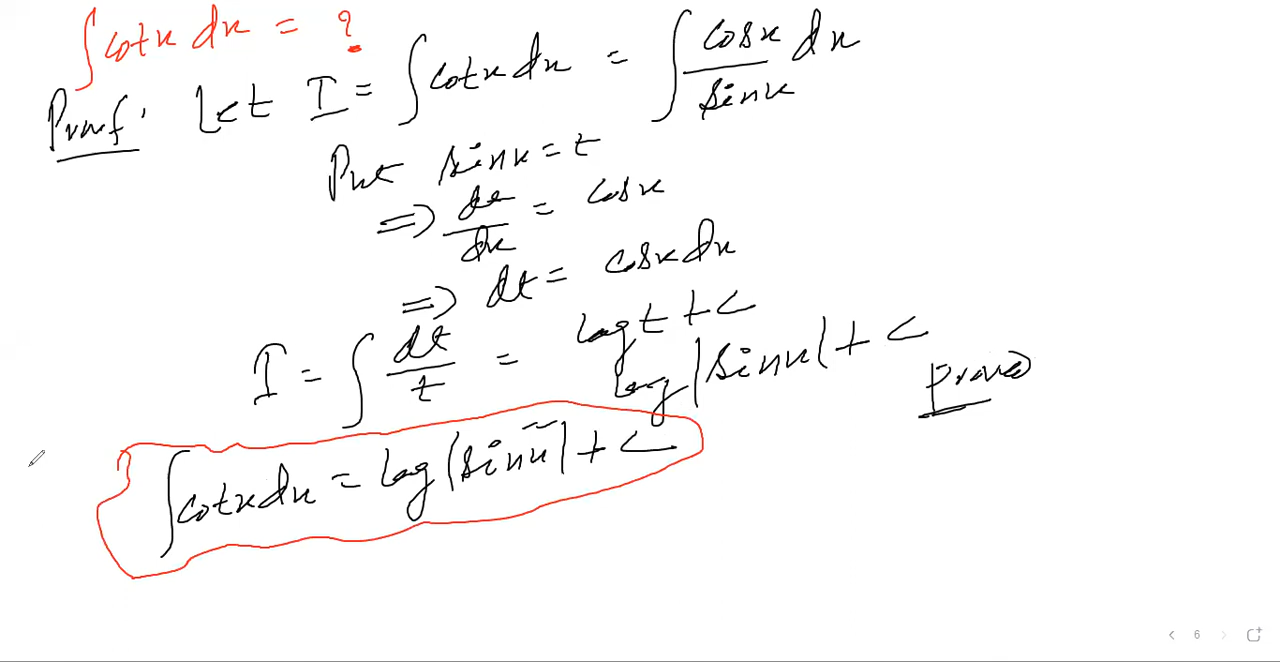 ∫cotx dx = ?
Proof: Let I = ∫cotx dx = ∫ cosx/sinx dx
Put sinx = t
=> dt/dx = cosx
=> dt = cosx dx
I = ∫ dt/t = log t + C
log|sinx| + C
Proved
∫cotx dx = log|sinx| + C
6